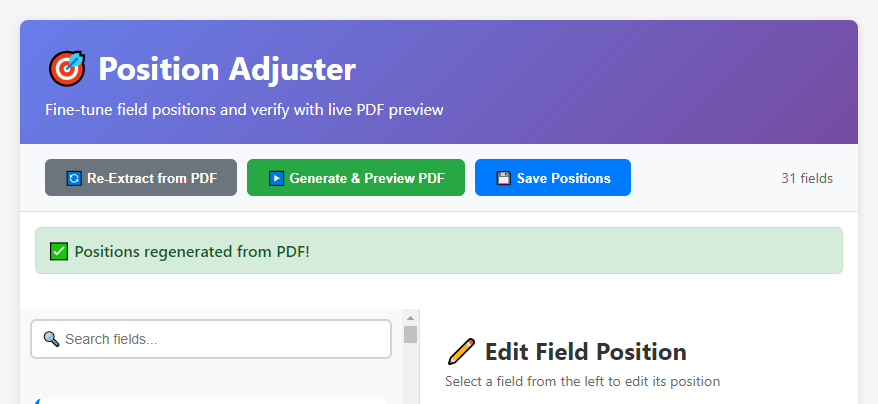 Position Adjuster
Fine-tune field positions and verify with live PDF preview
Re-Extract from PDF
Generate & Preview PDF
Save Positions
31 fields
Positions regenerated from PDF!
Search fields...
Edit Field Position
Select a field from the left to edit its position